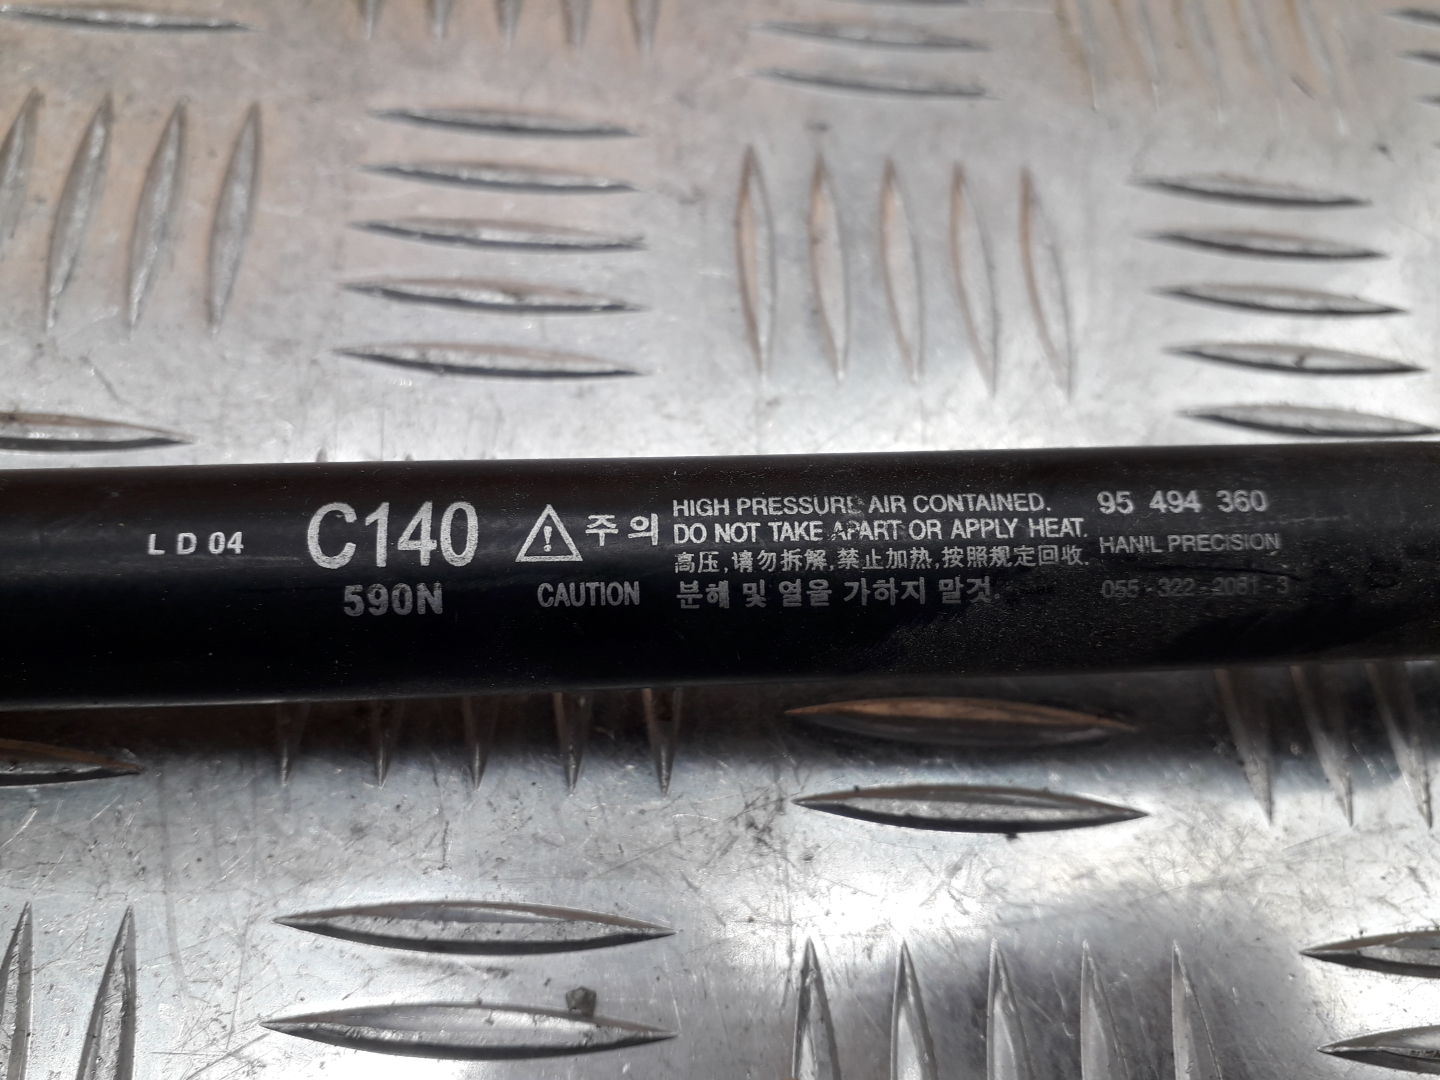 L D 04
C140
590N
주의
CAUTION
HIGH PRESSURE AIR CONTAINED.
DO NOT TAKE APART OR APPLY HEAT.
高压,请勿拆解,禁止加热,按照规定回收.
분해 및 열을 가하지 말것.
95 494 360
HANIL PRECISION
055-322-2061-3